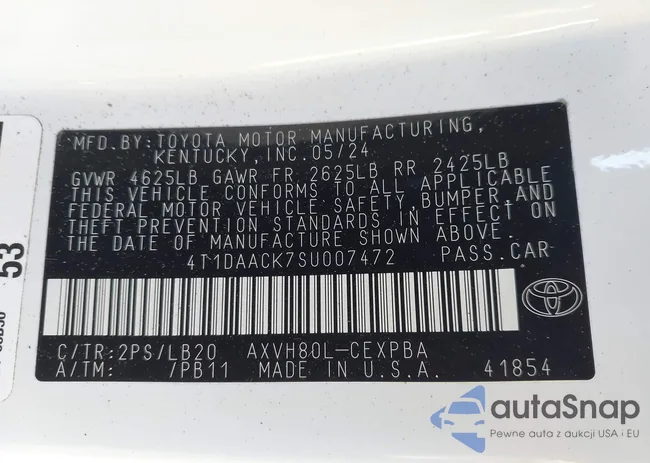 MFD.BY:TOYOTA MOTOR MANUFACTURING,
KENTUCKY,INC.05/24
GVWR 4625LB GAWR FR 2625LB RR 2425LB
THIS VEHICLE CONFORMS TO ALL APPLICABLE
FEDERAL MOTOR VEHICLE SAFETY,BUMPER,AND
THEFT PREVENTION STANDARDS IN EFFECT ON
THE DATE OF MANUFACTURE SHOWN ABOVE.
4T1DAACK7SU007472 PASS.CAR
C/TR:2PS/LB20 AXVH80L-CEXPBA
A/TM: /PB11 MADE IN U.S.A. 41854
53
autaSnap
Pewne auta z aukcji USA i EU